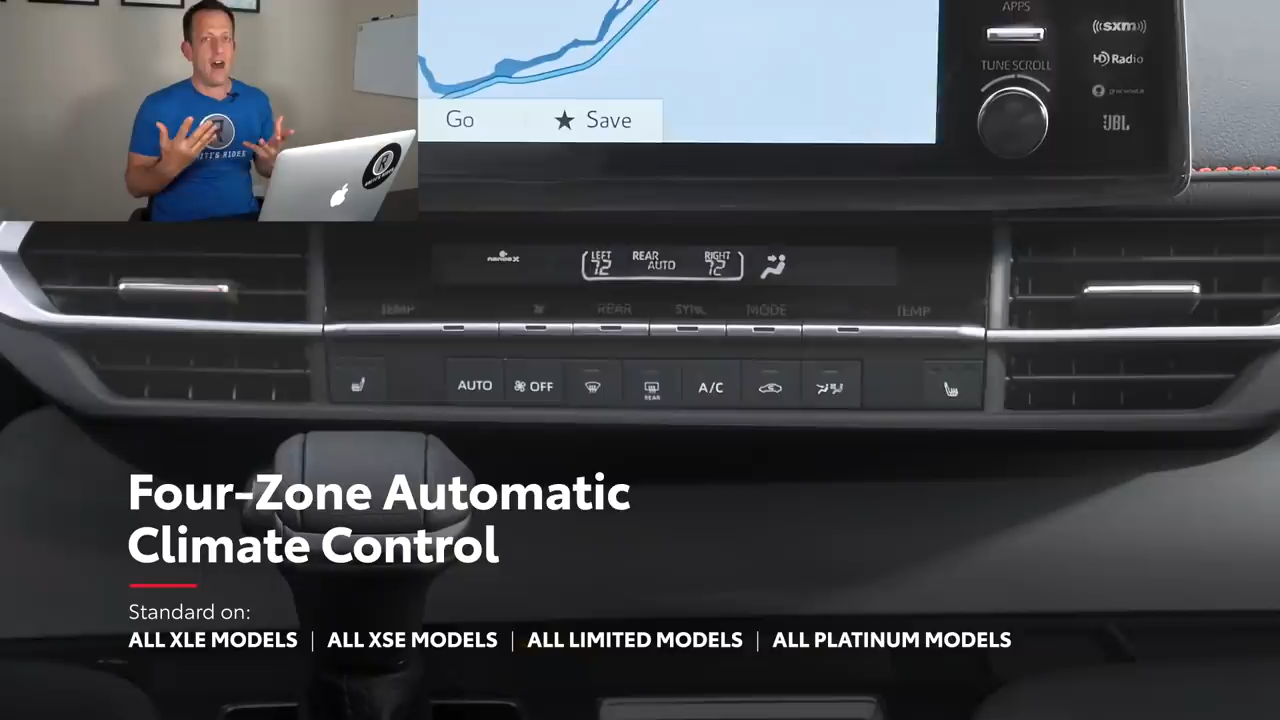 APPS
((sxm))
HD Radio
TUNE SCROLL
JBL
Go
★ Save
R
R
LEFT
72
REAR
AUTO
RIGHT
72
TEMP
REAR
SYNC
MODE
TEMP
AUTO
OFF
REAR
A/C
Four-Zone Automatic
Climate Control
Standard on:
ALL XLE MODELS | ALL XSE MODELS | ALL LIMITED MODELS | ALL PLATINUM MODELS